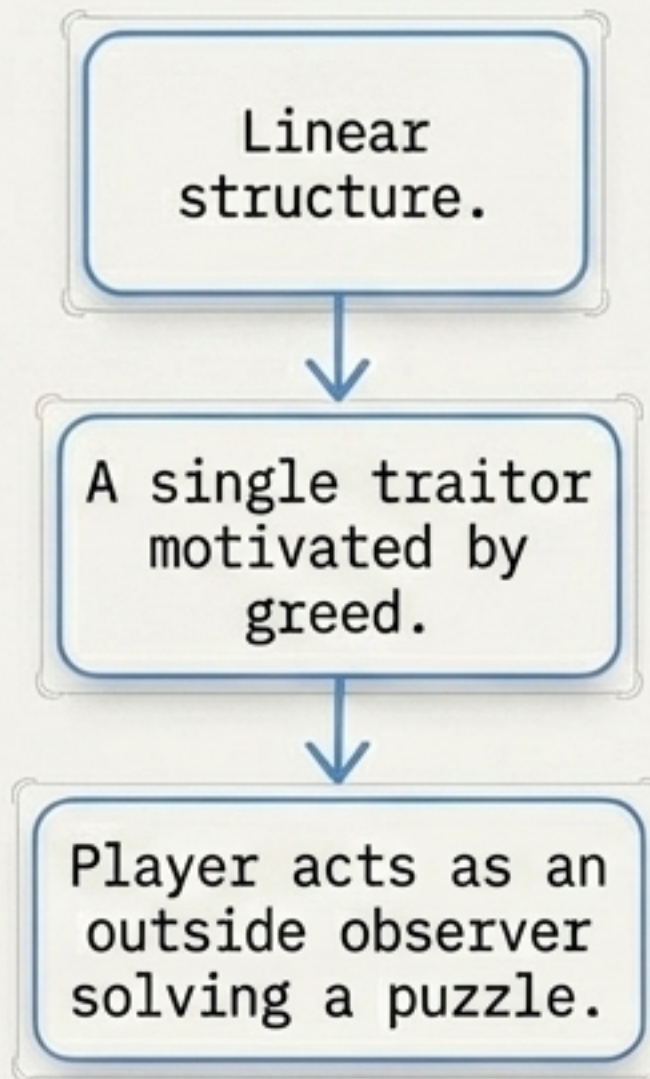 Linear
structure.
A single traitor
motivated by
greed.
Player acts as an
outside observer
solving a puzzle.